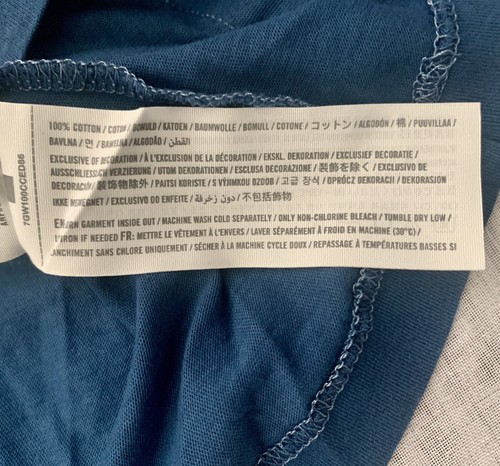 100% COTTON / COTON / BOMULD / KATOEN / BAUMWOLLE / BOMULL / COTONE / コットン / ALGODÓN / 棉 / PUUVILLAA /
BAVLNA / 면 / BAWEŁNA / ALGODÃO / القطن
EXCLUSIVE OF DECORATION / À L'EXCLUSION DE LA DÉCORATION / EKSKL. DEKORATION / EXCLUSIEF DECORATIE /
AUSSCHLIESSICH VERZIERUNG / UTOM DEKORATIONEN / ESCLUSA DECORAZIONE / 装飾を除く / EXCLUSIVO DE
DECORACIÓN / 装饰物除外 / PAITSI KORISTE / S VÝJIMKOU OZDOB / 고급 장식 / OPRÓCZ DEKORACJI / DEKORASJON
IKKE MEREGNET / EXCLUSIVO DO ENFEITE / دون زخرفة / 不包括飾物
EN: TURN GARMENT INSIDE OUT / MACHINE WASH COLD SEPARATELY / ONLY NON-CHLORINE BLEACH / TUMBLE DRY LOW /
IRON IF NEEDED FR: METTRE LE VÊTEMENT À L'ENVERS / LAVER SÉPARÉMENT À FROID EN MACHINE (30°C) /
BLANCHIMENT SANS CHLORE UNIQUEMENT / SÉCHER À LA MACHINE CYCLE DOUX / REPASSAGE À TEMPÉRATURES BASSES SI
7GW100CCED86